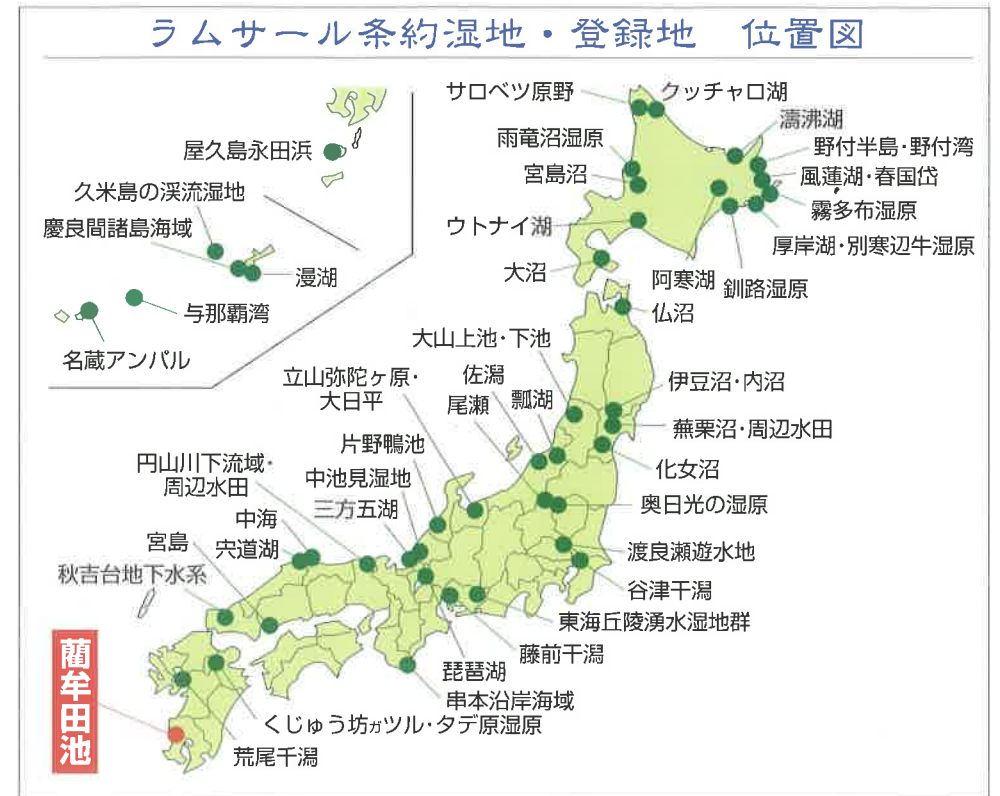 ラムサール条約湿地・登録地　位置図
サロベツ原野
クッチャロ湖
濤沸湖
雨竜沼湿原
野付半島・野付湾
宮島沼
風蓮湖・春国岱
霧多布湿原
ウトナイ湖
厚岸湖・別寒辺牛湿原
大沼
阿寒湖
釧路湿原
仏沼
屋久島永田浜
久米島の渓流湿地
慶良間諸島海域
漫湖
与那覇湾
名蔵アンパル
大山上池・下池
立山弥陀ヶ原・
大日平
佐潟
尾瀬
瓢湖
伊豆沼・内沼
蕪栗沼・周辺水田
化女沼
片野鴨池
円山川下流域・
周辺水田
中池見湿地
三方五湖
奥日光の湿原
中海
宮島
宍道湖
渡良瀬遊水地
秋吉台地下水系
谷津干潟
東海丘陵湧水湿地群
藤前干潟
琵琶湖
串本沿岸海域
くじゅう坊ガツル・タデ原湿原
荒尾干潟
藺牟田池